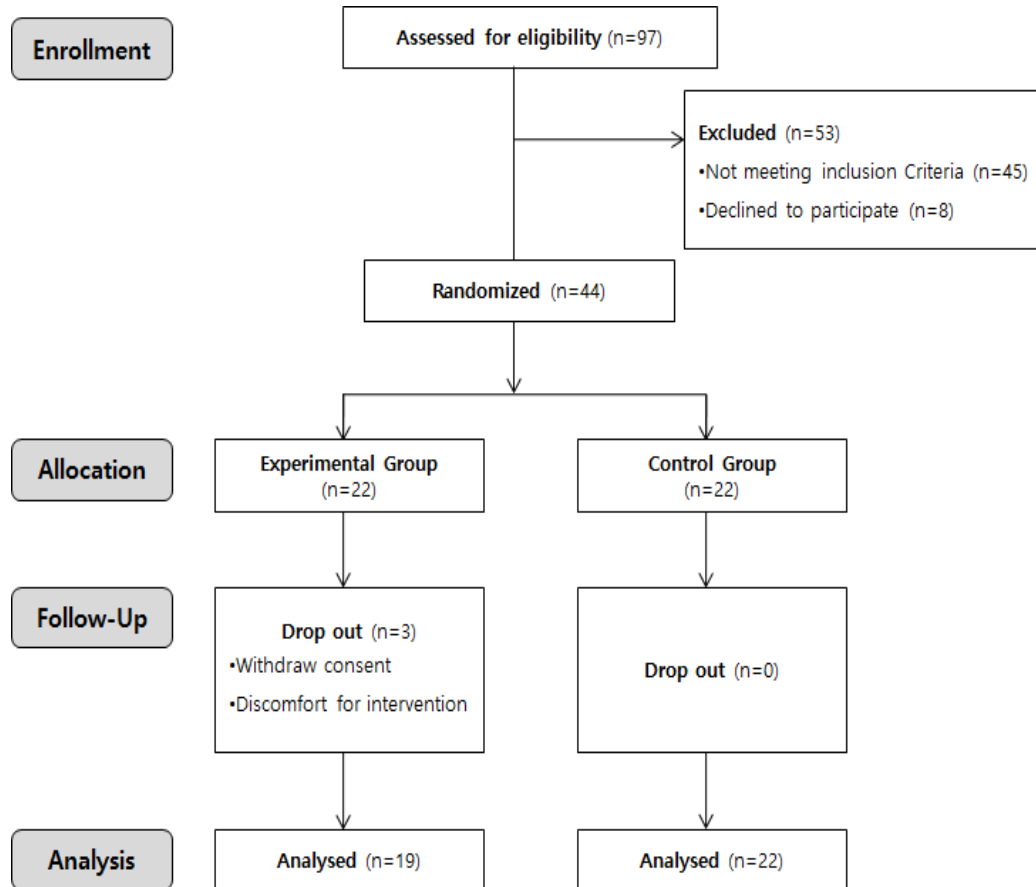 Enrollment
Assessed for eligibility (n=97)
Excluded (n=53)
•Not meeting inclusion Criteria (n=45)
•Declined to participate (n=8)
Randomized (n=44)
Allocation
Experimental Group
(n=22)
Control Group
(n=22)
Follow-Up
Drop out (n=3)
•Withdraw consent
•Discomfort for intervention
Drop out (n=0)
Analysis
Analysed (n=19)
Analysed (n=22)